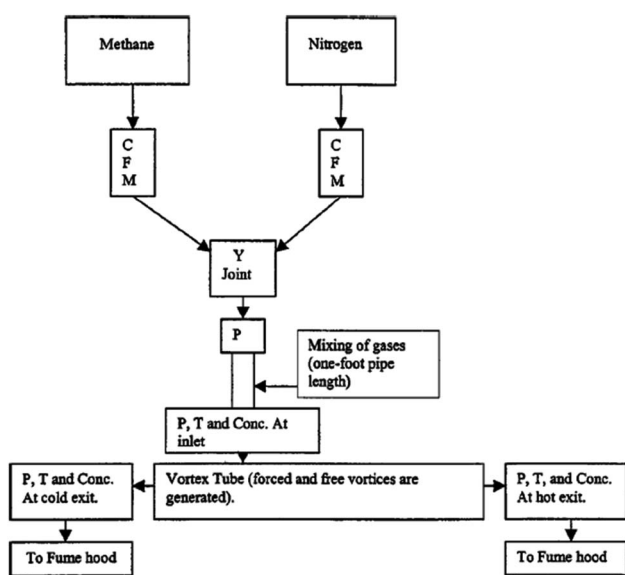 Methane
Nitrogen
C
F
M
C
F
M
Y
Joint
P
Mixing of gases
(one-foot pipe
length)
P, T and Conc. At
inlet
P, T and Conc.
At cold exit.
Vortex Tube (forced and free vortices are
generated).
P, T, and Conc.
At hot exit.
To Fume hood
To Fume hood